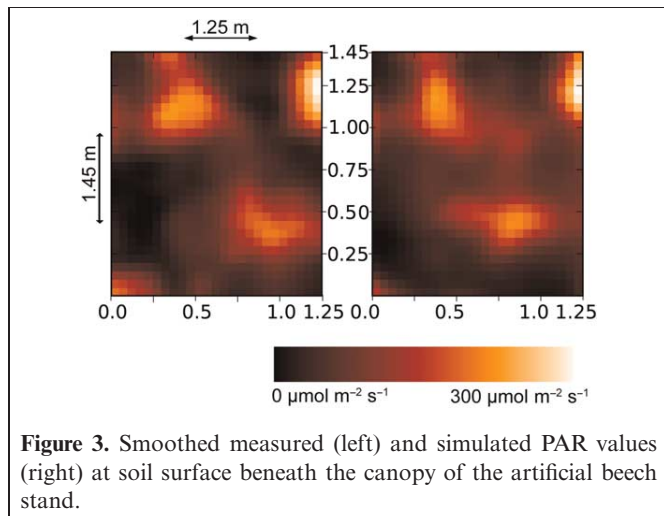 1.25 m
1.45 m
1.45
1.00
0.75
0.50
0.25
0.0 0.5 1.0 1.25 0.0 0.5 1.0 1.25
0 µmol m⁻² s⁻¹ 300 µmol m⁻² s⁻¹
Figure 3. Smoothed measured (left) and simulated PAR values
(right) at soil surface beneath the canopy of the artificial beech
stand.